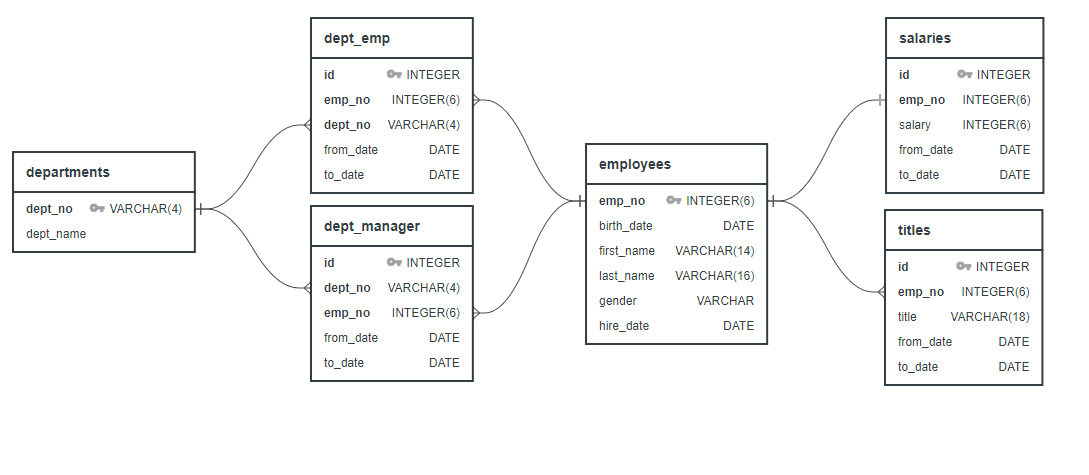 departments
dept_no VARCHAR(4)
dept_name
dept_emp
id INTEGER
emp_no INTEGER(6)
dept_no VARCHAR(4)
from_date DATE
to_date DATE
dept_manager
id INTEGER
dept_no VARCHAR(4)
emp_no INTEGER(6)
from_date DATE
to_date DATE
employees
emp_no INTEGER(6)
birth_date DATE
first_name VARCHAR(14)
last_name VARCHAR(16)
gender VARCHAR
hire_date DATE
salaries
id INTEGER
emp_no INTEGER(6)
salary INTEGER(6)
from_date DATE
to_date DATE
titles
id INTEGER
emp_no INTEGER(6)
title VARCHAR(18)
from_date DATE
to_date DATE